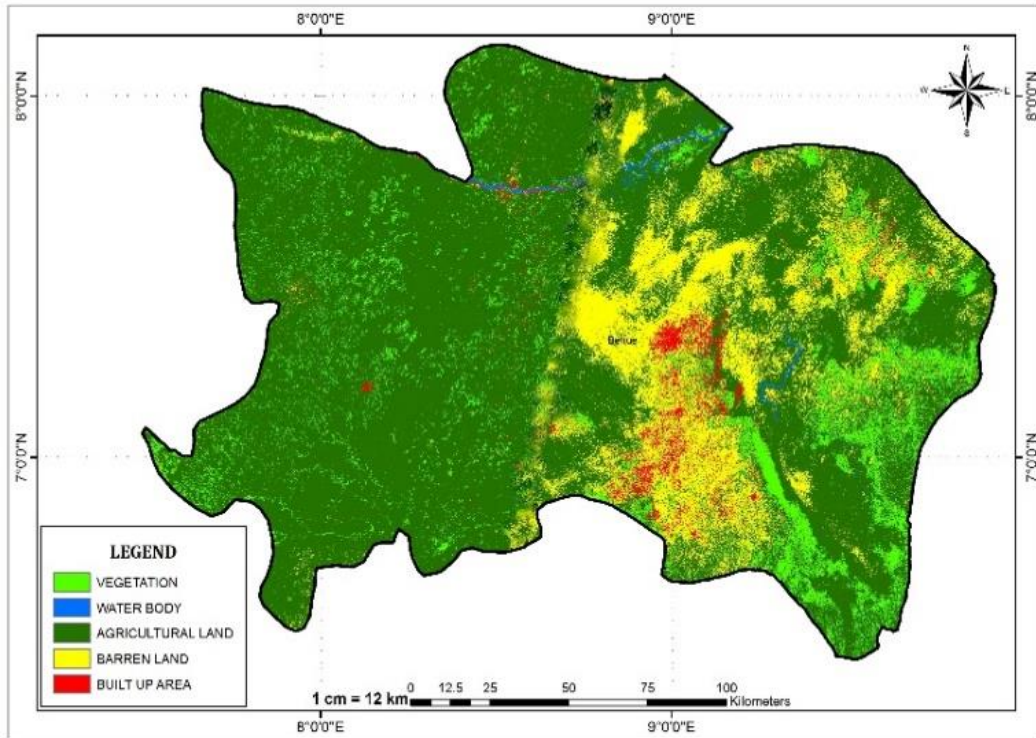 8°0'0"E 9°0'0"E
8°0'0"N 8°0'0"N
N
W L
S
Benue
7°0'0"N 7°0'0"N
LEGEND
VEGETATION
WATER BODY
AGRICULTURAL LAND
BARREN LAND
BUILT UP AREA
1 cm = 12 km
0 12.5 25 50 75 100
Kilometers
8°0'0"E 9°0'0"E